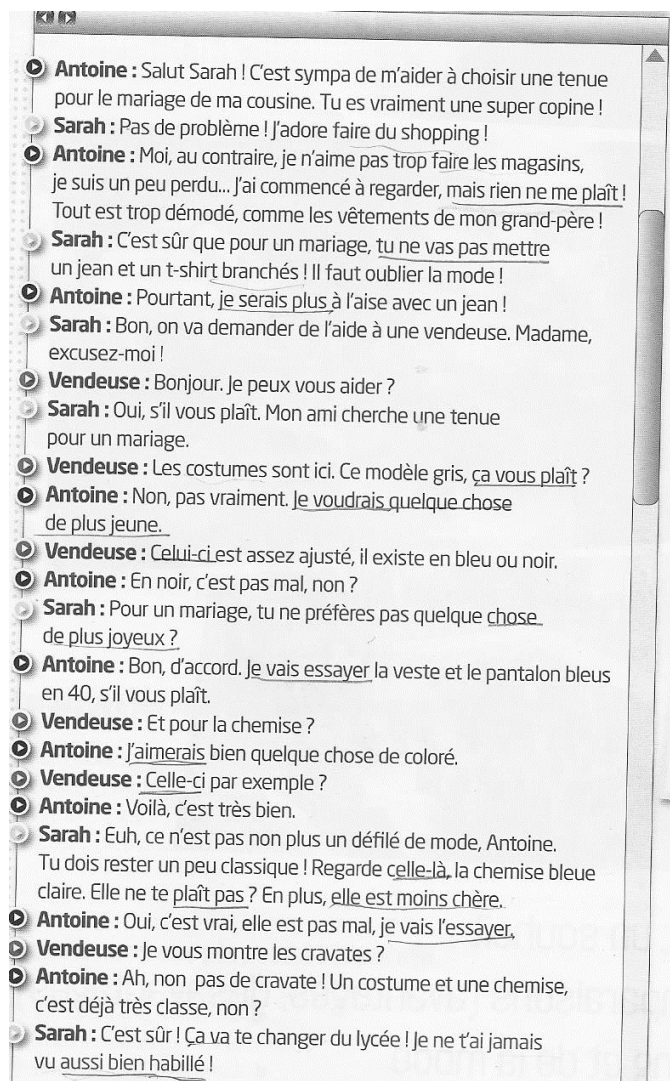 Antoine : Salut Sarah ! C'est sympa de m'aider à choisir une tenue
pour le mariage de ma cousine. Tu es vraiment une super copine !
Sarah : Pas de problème ! J'adore faire du shopping !
Antoine : Moi, au contraire, je n'aime pas trop faire les magasins,
je suis un peu perdu... J'ai commencé à regarder, mais rien ne me plaît !
Tout est trop démodé, comme les vêtements de mon grand-père !
Sarah : C'est sûr que pour un mariage, tu ne vas pas mettre
un jean et un t-shirt branchés ! Il faut oublier la mode !
Antoine : Pourtant, je serais plus à l'aise avec un jean !
Sarah : Bon, on va demander de l'aide à une vendeuse. Madame,
excusez-moi !
Vendeuse : Bonjour. Je peux vous aider ?
Sarah : Oui, s'il vous plaît. Mon ami cherche une tenue
pour un mariage.
Vendeuse : Les costumes sont ici. Ce modèle gris, ça vous plaît ?
Antoine : Non, pas vraiment. Je voudrais quelque chose
de plus jeune.
Vendeuse : Celui-ci est assez ajusté, il existe en bleu ou noir.
Antoine : En noir, c'est pas mal, non ?
Sarah : Pour un mariage, tu ne préfères pas quelque chose
de plus joyeux ?
Antoine : Bon, d'accord. Je vais essayer la veste et le pantalon bleus
en 40, s'il vous plaît.
Vendeuse : Et pour la chemise ?
Antoine : J'aimerais bien quelque chose de coloré.
Vendeuse : Celle-ci par exemple ?
Antoine : Voilà, c'est très bien.
Sarah : Euh, ce n'est pas non plus un défilé de mode, Antoine.
Tu dois rester un peu classique ! Regarde celle-là, la chemise bleue
claire. Elle ne te plaît pas ? En plus, elle est moins chère.
Antoine : Oui, c'est vrai, elle est pas mal, je vais l'essayer.
Vendeuse : Je vous montre les cravates ?
Antoine : Ah, non pas de cravate ! Un costume et une chemise,
c'est déjà très classe, non ?
Sarah : C'est sûr ! Ça va te changer du lycée ! Je ne t'ai jamais
vu aussi bien habillé !